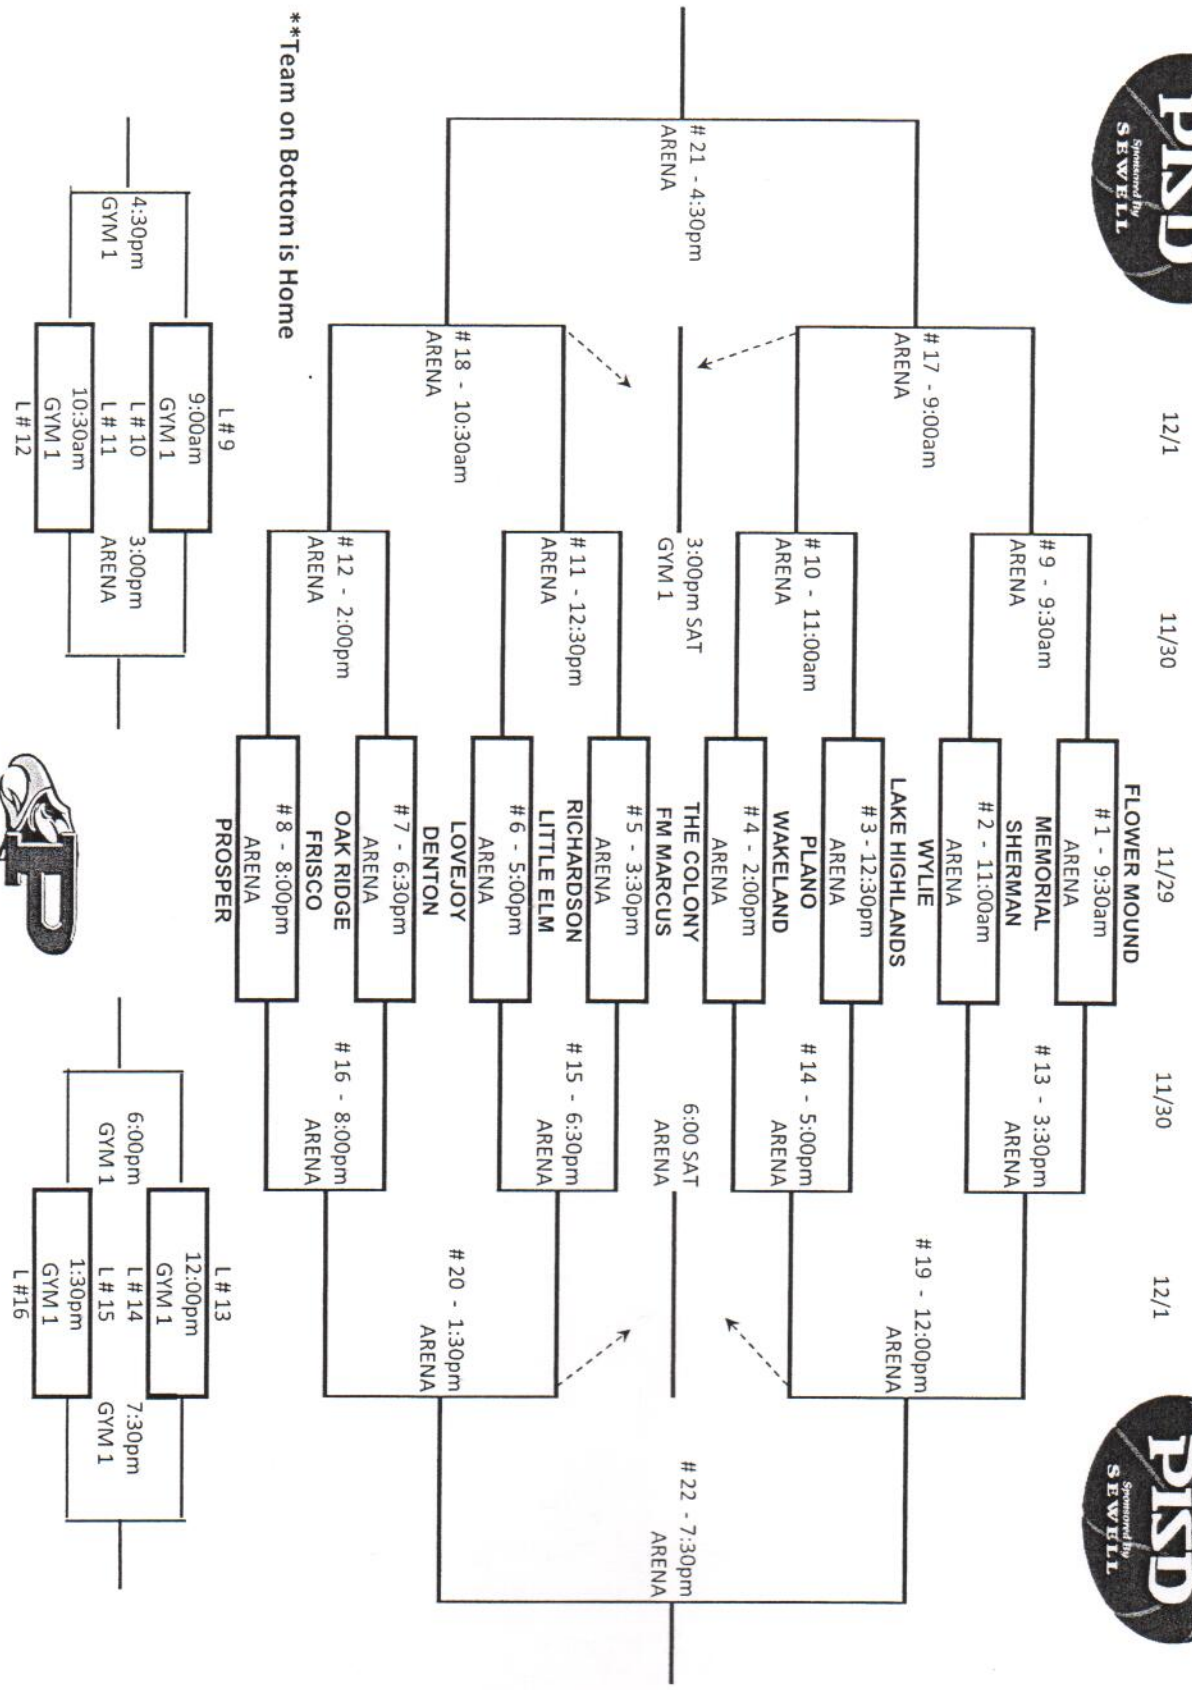 PISD
Sponsored By
SEWELL
12/1
11/30
11/29
11/30
12/1
PISD
Sponsored By
SEWELL
FLOWER MOUND
#1 - 9:30am
ARENA
MEMORIAL
SHERMAN
#2 - 11:00am
ARENA
WYLIE
LAKE HIGHLANDS
#3 - 12:30pm
ARENA
PLANO
WAKELAND
#4 - 2:00pm
ARENA
THE COLONY
FM MARCUS
#5 - 3:30pm
ARENA
RICHARDSON
LITTLE ELM
#6 - 5:00pm
ARENA
LOVEJOY
DENTON
#7 - 6:30pm
ARENA
OAK RIDGE
FRISCO
#8 - 8:00pm
ARENA
PROSPER
#9 - 9:30am
ARENA
#10 - 11:00am
ARENA
3:00pm SAT
GYM 1
#11 - 12:30pm
ARENA
#12 - 2:00pm
ARENA
#17 - 9:00am
ARENA
#18 - 10:30am
ARENA
#21 - 4:30pm
ARENA
#13 - 3:30pm
ARENA
#14 - 5:00pm
ARENA
6:00 SAT
ARENA
#15 - 6:30pm
ARENA
#16 - 8:00pm
ARENA
#19 - 12:00pm
ARENA
#20 - 1:30pm
ARENA
#22 - 7:30pm
ARENA
**Team on Bottom is Home
L #9
9:00am
GYM 1
L #10
L #11
10:30am
GYM 1
L #12
4:30pm
GYM 1
3:00pm
ARENA
P
L #13
12:00pm
GYM 1
L #14
L #15
1:30pm
GYM 1
L #16
6:00pm
GYM 1
7:30pm
GYM 1